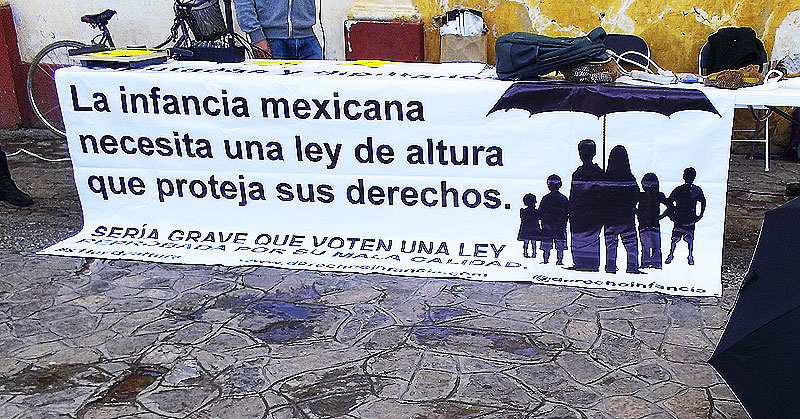 y diputados
La infancia mexicana
necesita una ley de altura
que proteja sus derechos.
SERÍA GRAVE QUE VOTEN UNA LEY
REPROBADA POR SU MALA CALIDAD.
@derechoinfancia